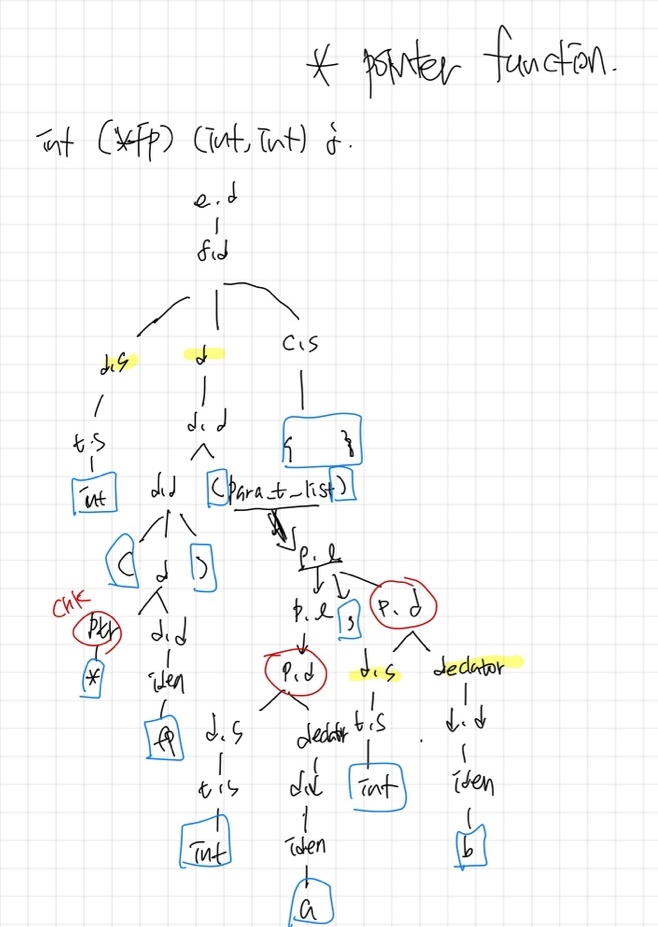 * pointer function.
int (*fp) (int, int) {.
e.d
f.d
d.s d c.s
t.s d.d { }
int d.d (para_t_list)
( d ) p.l
chk
ptr d.d p.l , p.d
* iden p.d d.s declator
fp d.s declator t.s d.d
t.s d.d int iden
int iden b
a